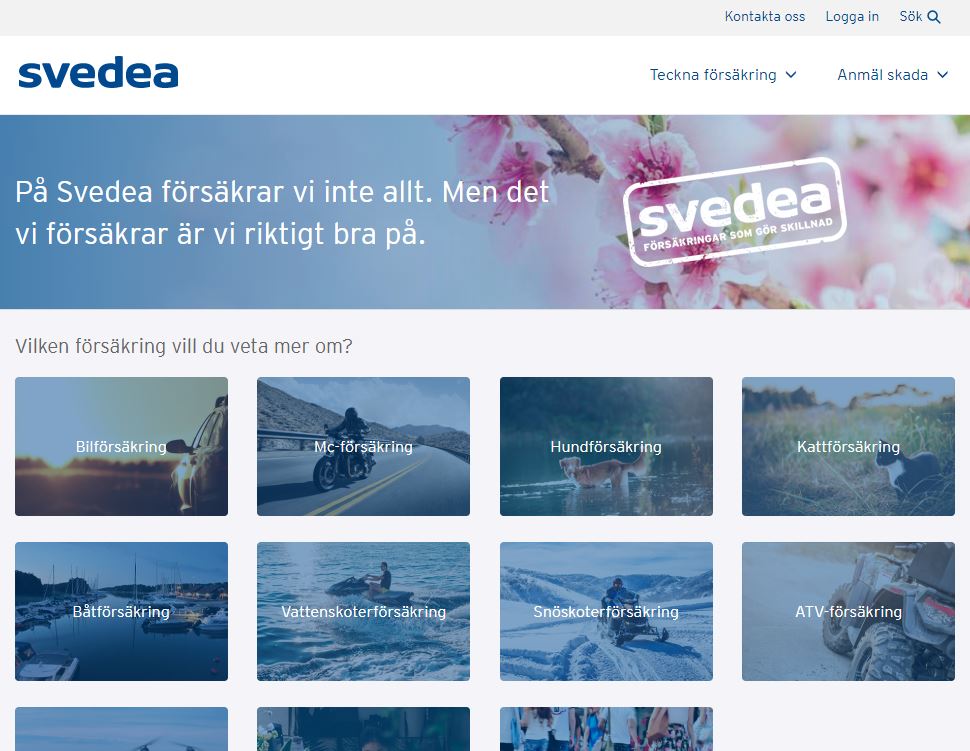 Kontakta oss Logga in Sök
svedea
Teckna försäkring Anmäl skada
På Svedea försäkrar vi inte allt. Men det
vi försäkrar är vi riktigt bra på.
svedea
FÖRSÄKRINGAR SOM GÖR SKILLNAD
Vilken försäkring vill du veta mer om?
Bilförsäkring Mc-försäkring Hundförsäkring Kattförsäkring
Båtförsäkring Vattenskoterförsäkring Snöskoterförsäkring ATV-försäkring